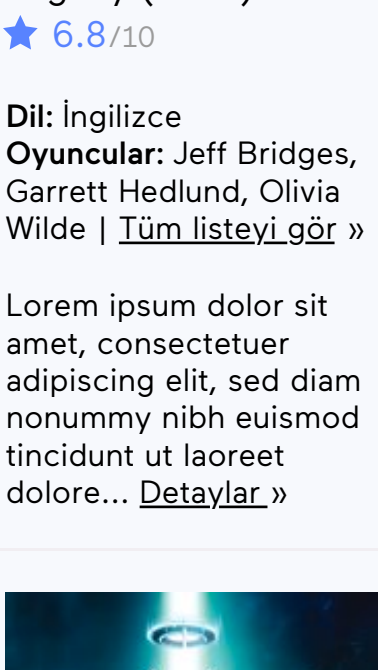 6.8/10
Dil: İngilizce
Oyuncular: Jeff Bridges,
Garrett Hedlund, Olivia
Wilde | Tüm listeyi gör »
Lorem ipsum dolor sit
amet, consectetuer
adipiscing elit, sed diam
nonummy nibh euismod
tincidunt ut laoreet
dolore... Detaylar »